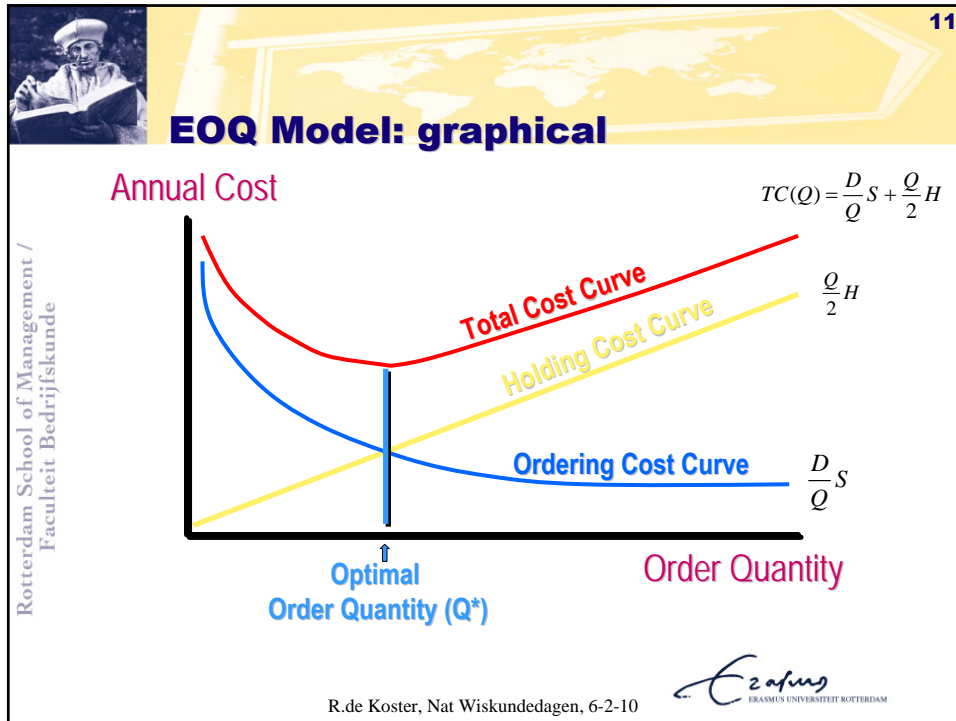 11
EOQ Model: graphical
Annual Cost
TC(Q) = D/Q S + Q/2 H
Total Cost Curve
Q/2 H
Holding Cost Curve
Ordering Cost Curve
D/Q S
Optimal
Order Quantity (Q*)
Order Quantity
Rotterdam School of Management /
Faculteit Bedrijfskunde
R.de Koster, Nat Wiskundedagen, 6-2-10
Erasmus
ERASMUS UNIVERSITEIT ROTTERDAM